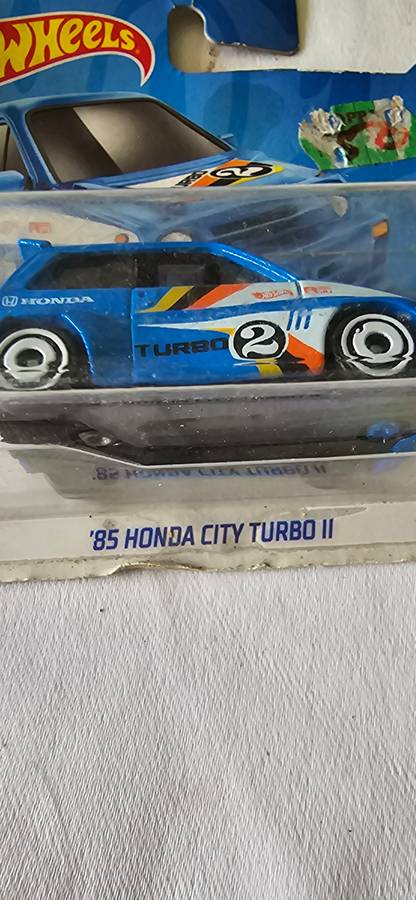 WHEELS
2
HONDA
TURBO 2
'85 HONDA CITY TURBO II
'85 HONDA CITY TURBO II